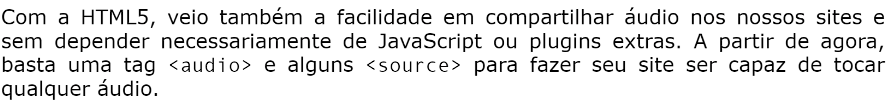 Com a HTML5, veio também a facilidade em compartilhar áudio nos nossos sites e
sem depender necessariamente de JavaScript ou plugins extras. A partir de agora,
basta uma tag <audio> e alguns <source> para fazer seu site ser capaz de tocar
qualquer áudio.